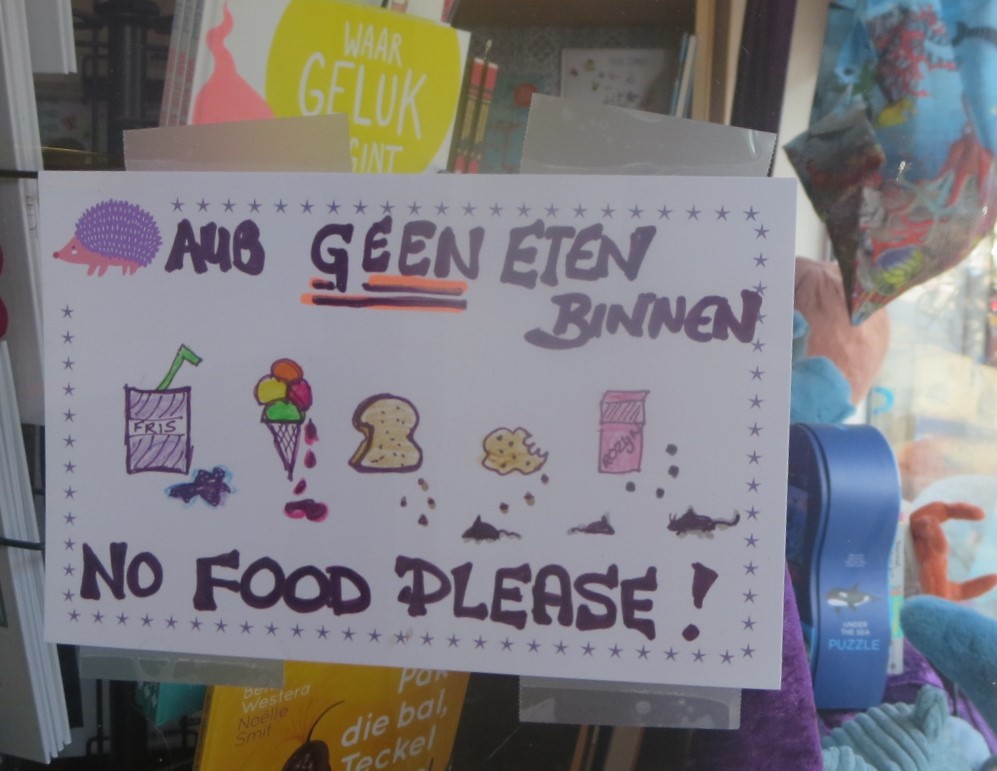 WAAR
GELUK
AUB GEEN ETEN
BINNEN
FRIS
NO FOOD PLEASE!
UNDER
THE SEA
PUZZLE
Westera
Noëlle
Smit
die bal,
Teckel